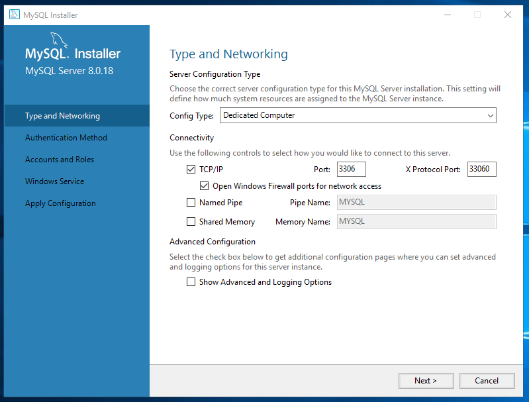 MySQL Installer
MySQL. Installer
MySQL Server 8.0.18
Type and Networking
Authentication Method
Accounts and Roles
Windows Service
Apply Configuration
Type and Networking
Server Configuration Type
Choose the correct server configuration type for this MySQL Server installation. This setting will
define how much system resources are assigned to the MySQL Server instance.
Config Type: Dedicated Computer
Connectivity
Use the following controls to select how you would like to connect to this server.
TCP/IP Port: 3306 X Protocol Port: 33060
Open Windows Firewall ports for network access
Named Pipe Pipe Name: MYSQL
Shared Memory Memory Name: MYSQL
Advanced Configuration
Select the check box below to get additional configuration pages where you can set advanced
and logging options for this server instance.
Show Advanced and Logging Options
Next > Cancel